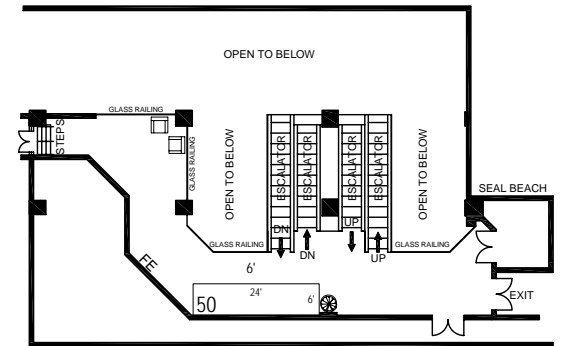 OPEN TO BELOW
GLASS RAILING
STEPS
GLASS RAILING
OPEN TO BELOW
ESCALATOR
ESCALATOR
ESCALATOR
ESCALATOR
OPEN TO BELOW
SEAL BEACH
DN
UP
GLASS RAILING
DN
UP
GLASS RAILING
FE
6'
24'
6'
50
EXIT